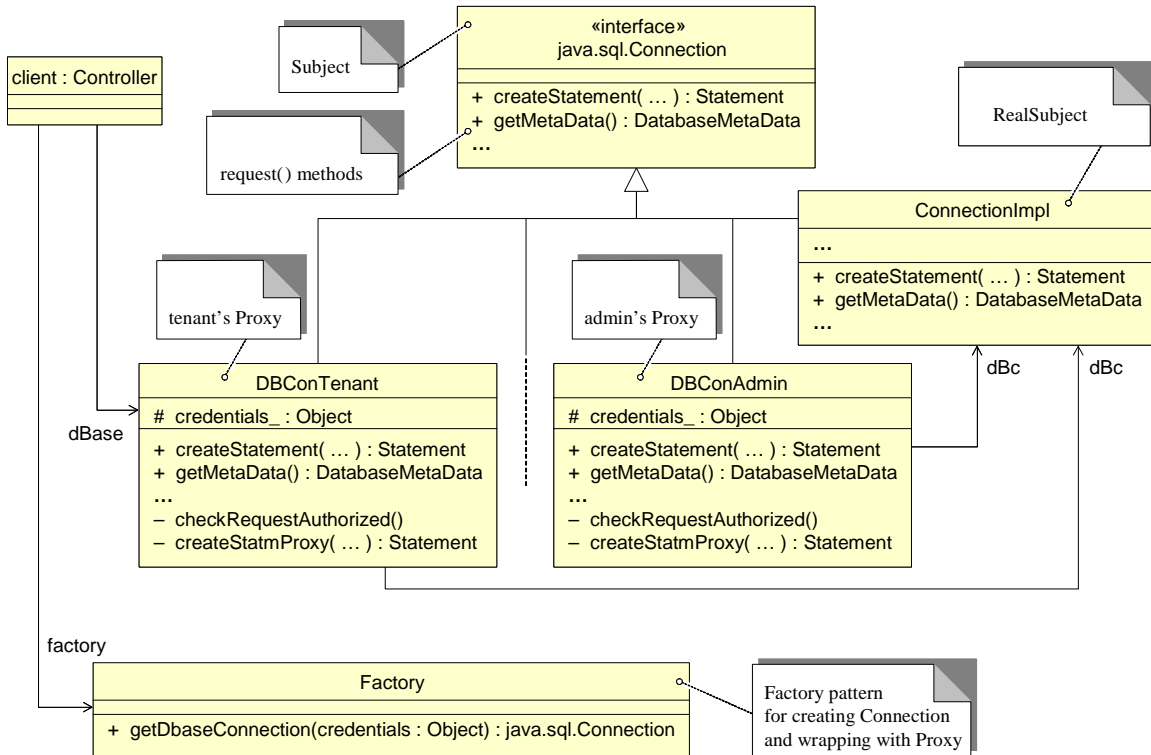 «interface»
java.sql.Connection
+ createStatement( … ) : Statement
+ getMetaData() : DatabaseMetaData
…
Subject
request() methods
client : Controller
RealSubject
ConnectionImpl
…
+ createStatement( … ) : Statement
+ getMetaData() : DatabaseMetaData
…
tenant’s Proxy
admin’s Proxy
DBConTenant
# credentials_ : Object
+ createStatement( … ) : Statement
+ getMetaData() : DatabaseMetaData
…
– checkRequestAuthorized()
– createStatmProxy( … ) : Statement
DBConAdmin
# credentials_ : Object
+ createStatement( … ) : Statement
+ getMetaData() : DatabaseMetaData
…
– checkRequestAuthorized()
– createStatmProxy( … ) : Statement
dBc
dBc
dBase
factory
Factory
+ getDbaseConnection(credentials : Object) : java.sql.Connection
Factory pattern
for creating Connection
and wrapping with Proxy